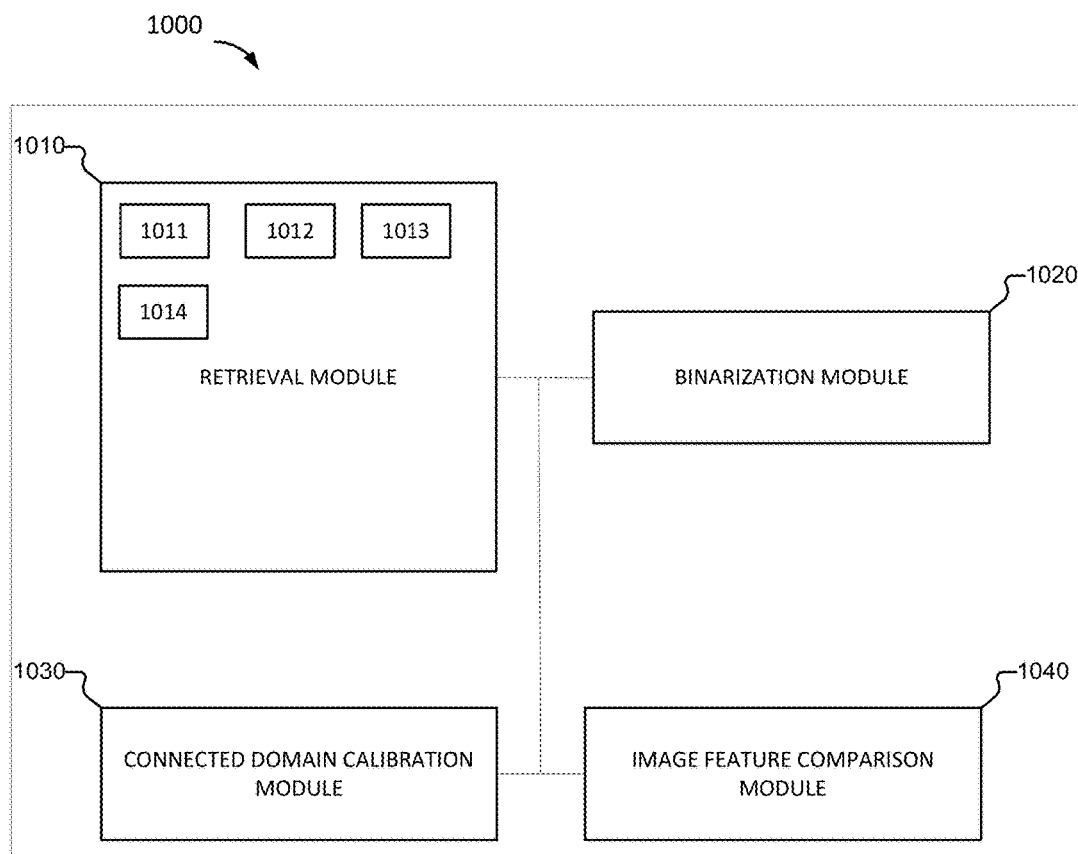 1000
1010
1011
1012
1013
1014
RETRIEVAL MODULE
1020
BINARIZATION MODULE
1030
CONNECTED DOMAIN CALIBRATION
MODULE
1040
IMAGE FEATURE COMPARISON
MODULE